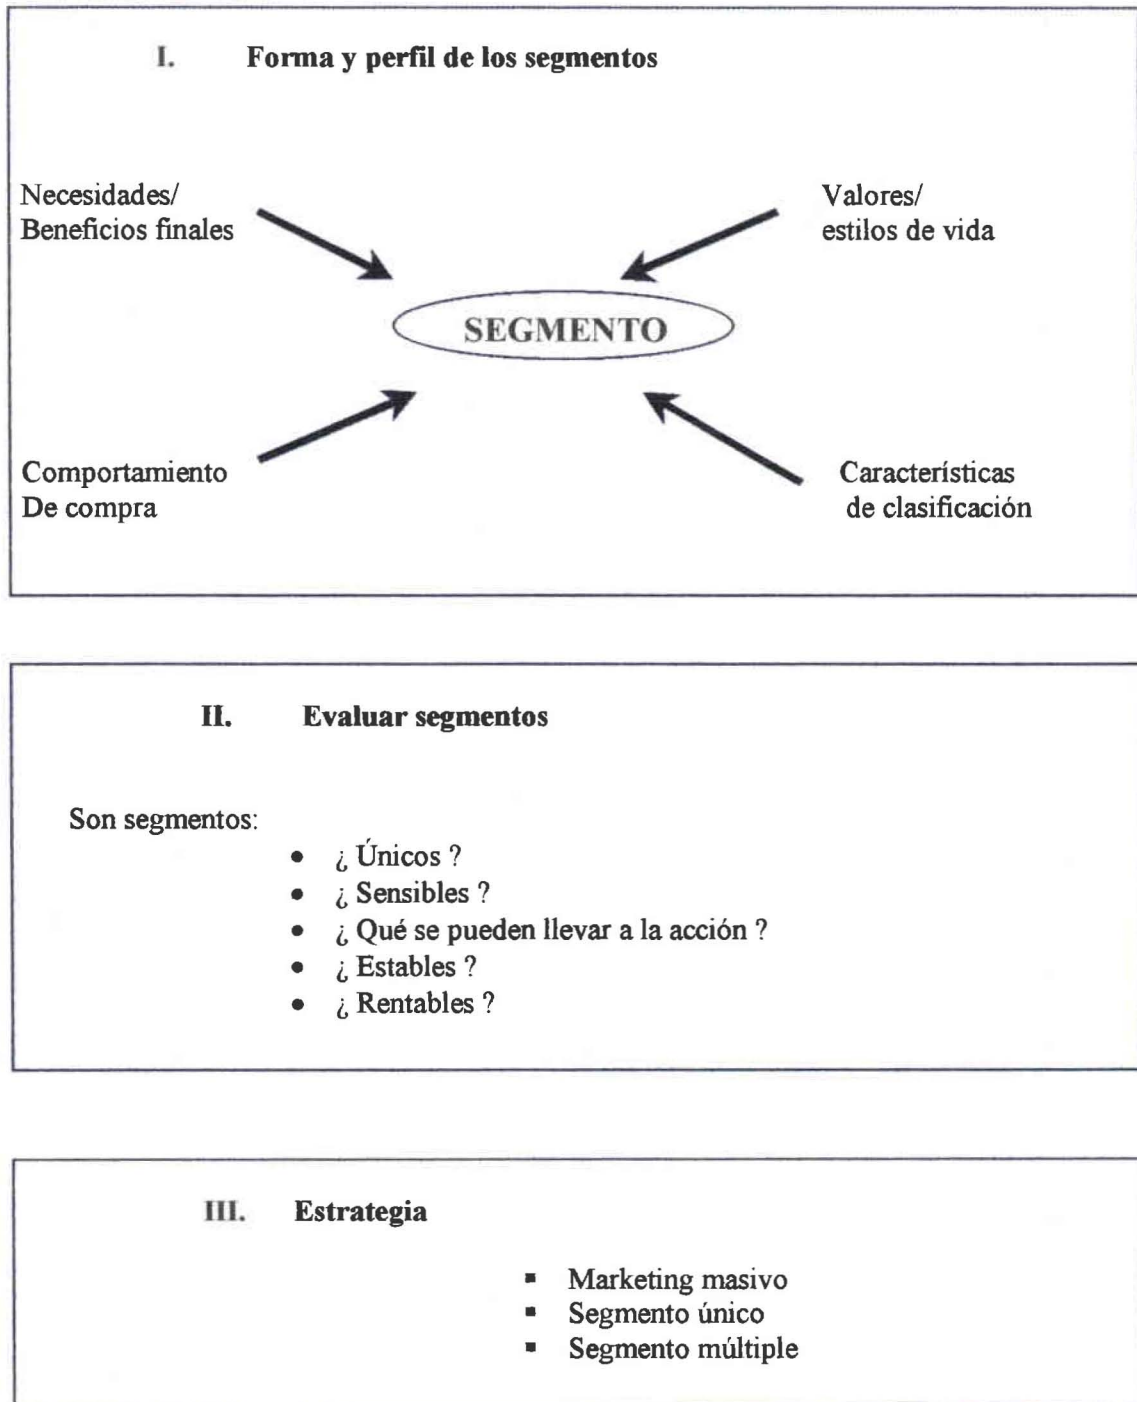 I. Forma y perfil de los segmentos
Necesidades/
Beneficios finales
Valores/
estilos de vida
SEGMENTO
Comportamiento
De compra
Características
de clasificación
II. Evaluar segmentos
Son segmentos:
• ¿ Únicos ?
• ¿ Sensibles ?
• ¿ Qué se pueden llevar a la acción ?
• ¿ Estables ?
• ¿ Rentables ?
III. Estrategia
▪ Marketing masivo
▪ Segmento único
▪ Segmento múltiple